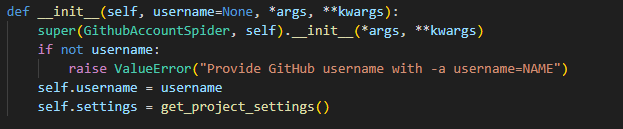 def __init__(self, username=None, *args, **kwargs):
    super(GithubAccountSpider, self).__init__(*args, **kwargs)
    if not username:
        raise ValueError("Provide GitHub username with -a username=NAME")
    self.username = username
    self.settings = get_project_settings()